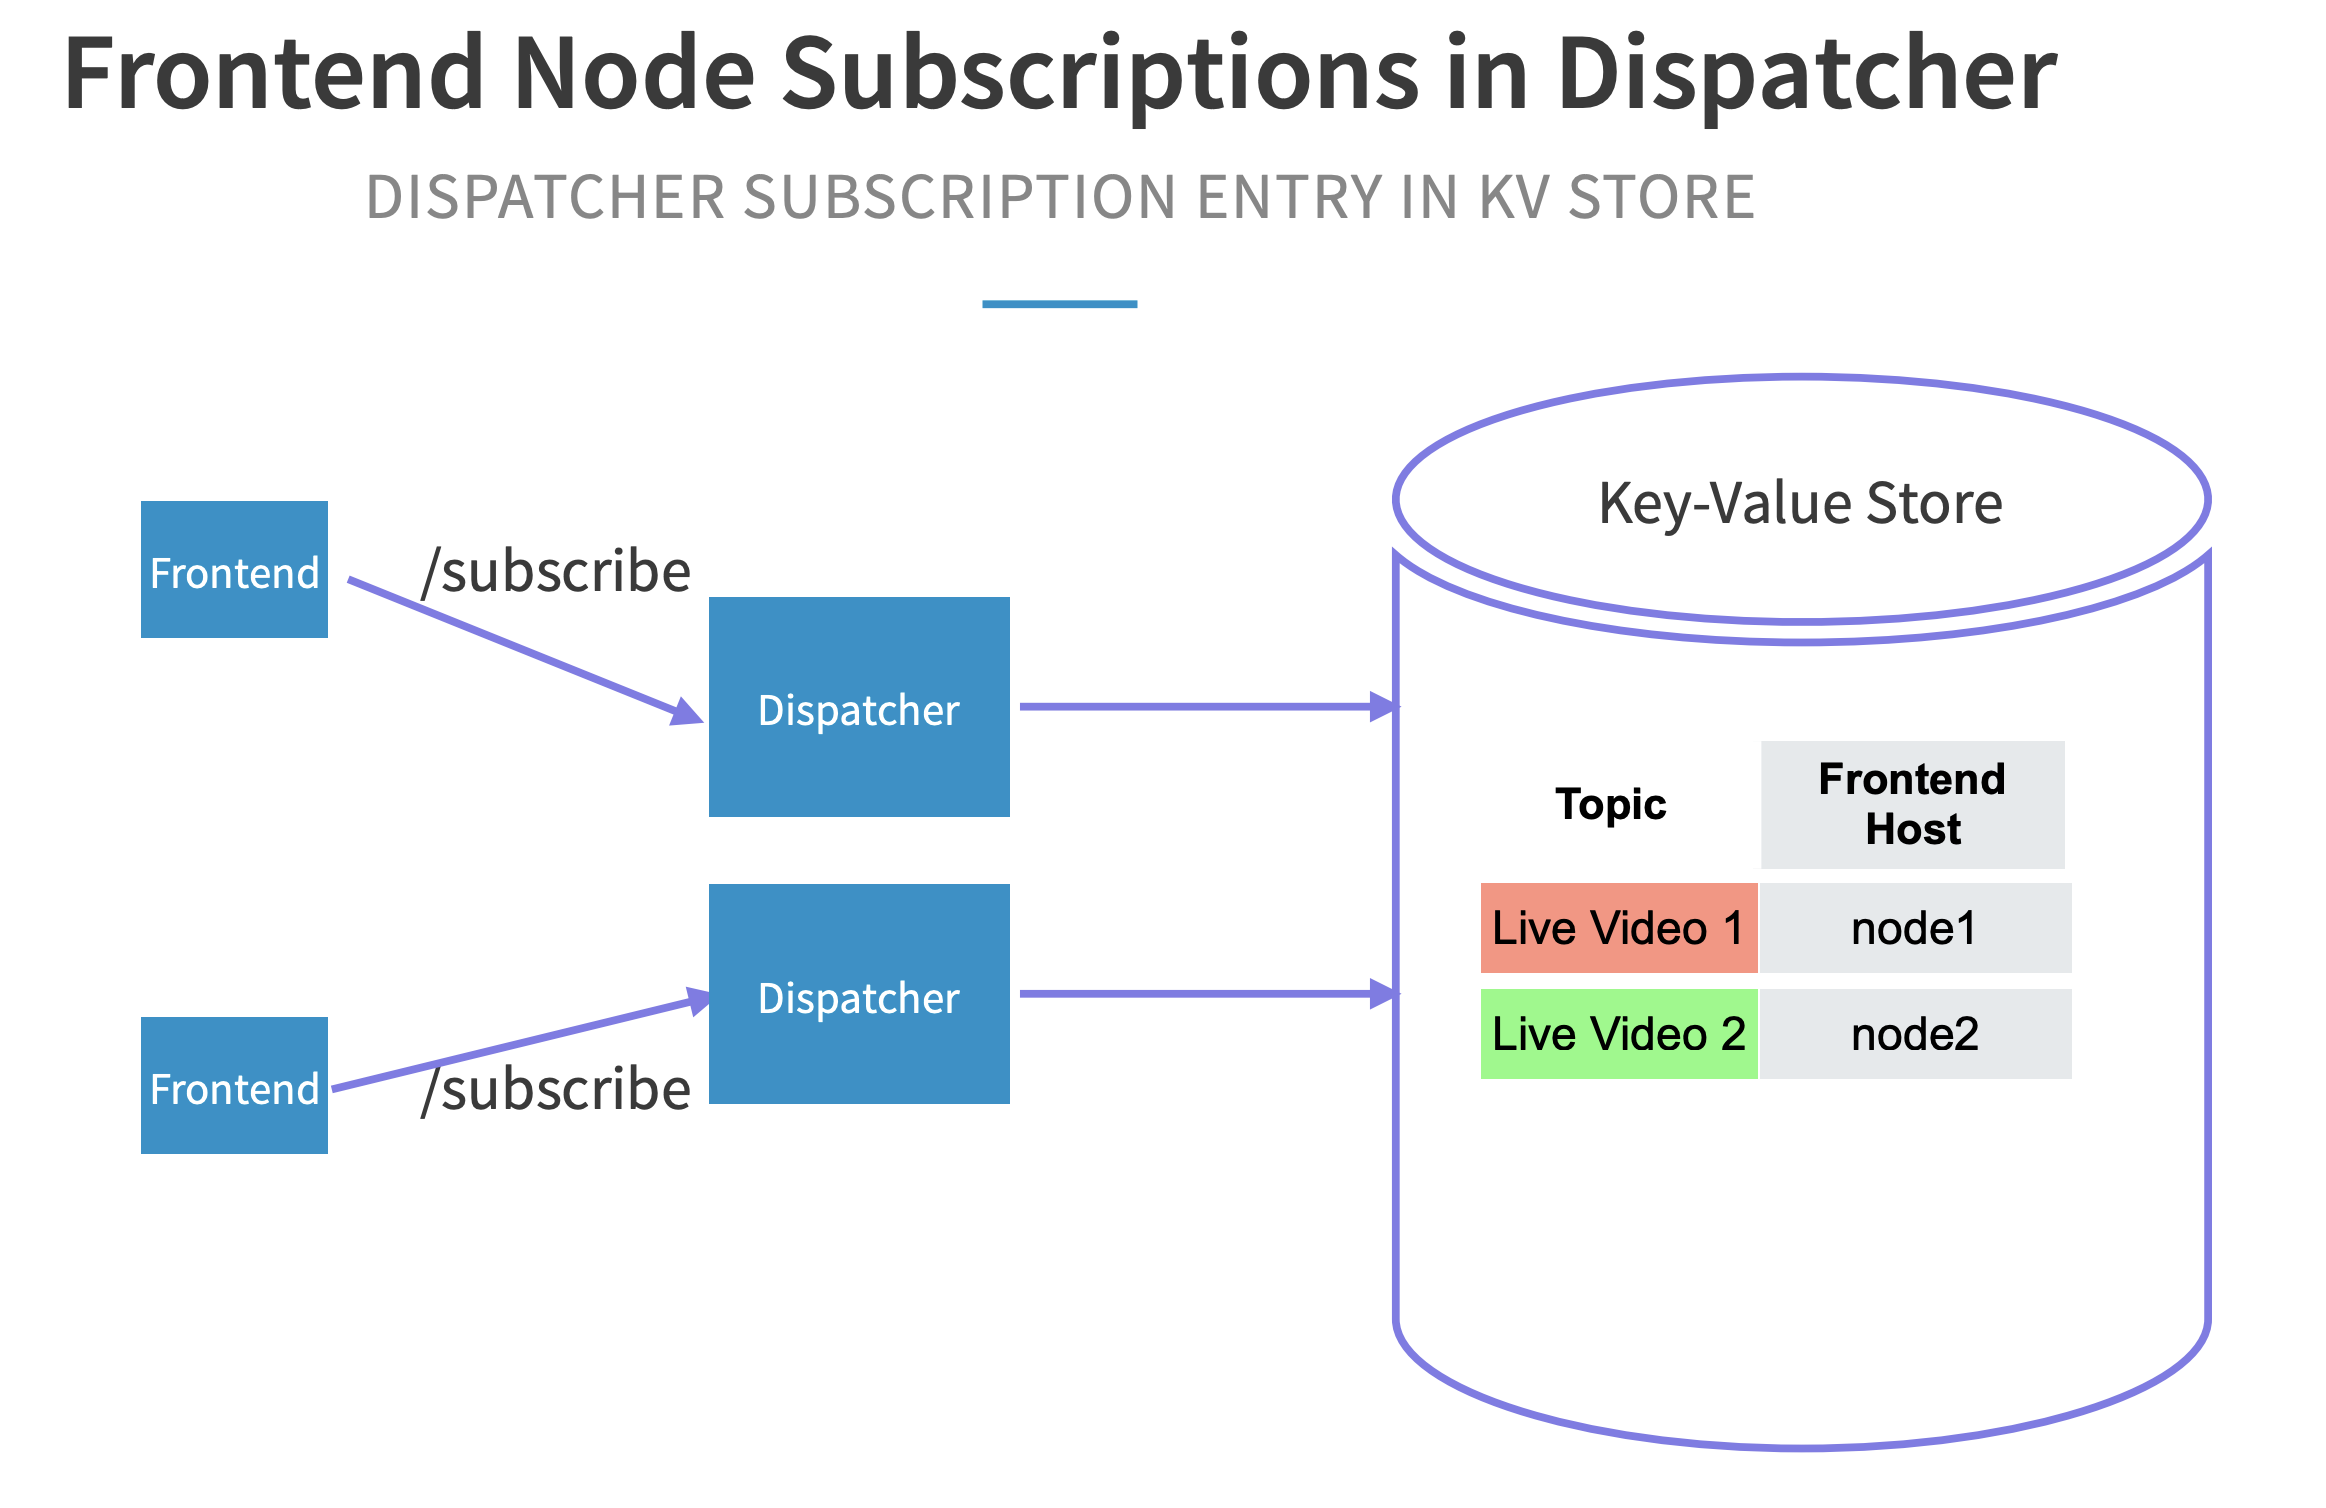 Frontend Node Subscriptions in Dispatcher
DISPATCHER SUBSCRIPTION ENTRY IN KV STORE
Frontend
/subscribe
Dispatcher
Frontend
/subscribe
Dispatcher
Key-Value Store
Topic
Frontend
Host
Live Video 1
node1
Live Video 2
node2